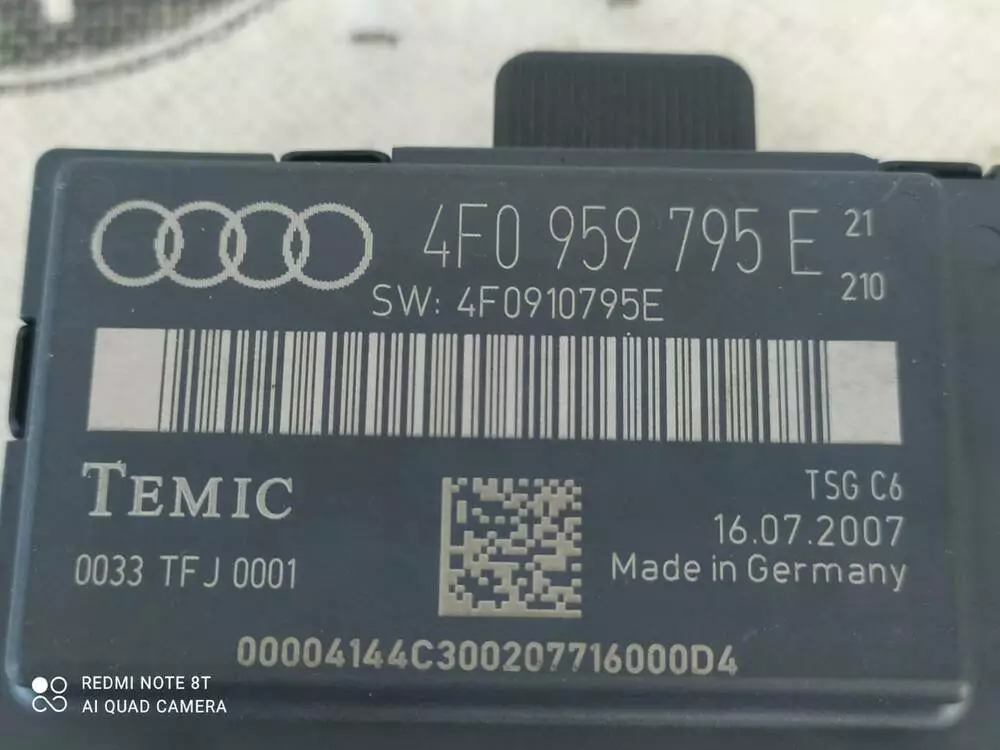 4F0 959 795 E 21
210
SW: 4F0910795E
TEMIC
TSG C6
16.07.2007
0033 TFJ 0001
Made in Germany
00004144C300207716000D4
REDMI NOTE 8T
AI QUAD CAMERA